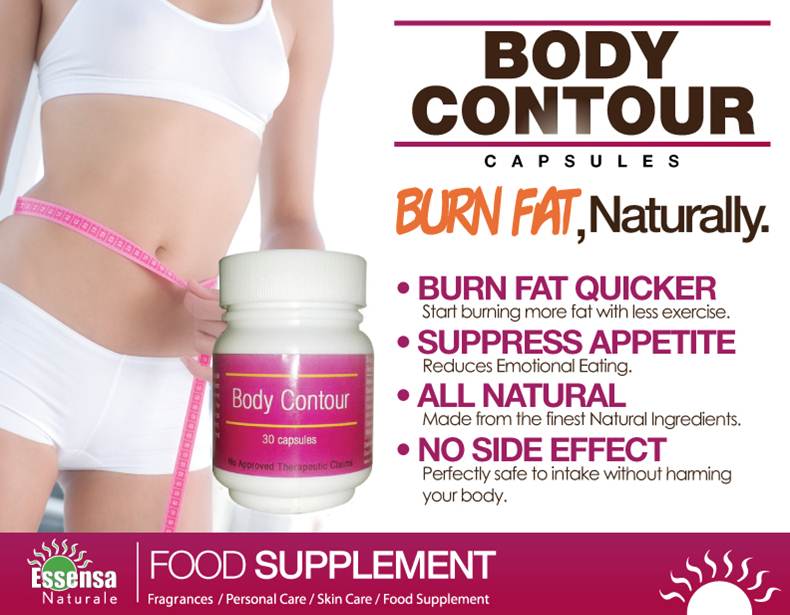 BODY
CONTOUR
CAPSULES
BURN FAT, Naturally.
• BURN FAT QUICKER
Start burning more fat with less exercise.
• SUPPRESS APPETITE
Reduces Emotional Eating.
• ALL NATURAL
Made from the finest Natural Ingredients.
• NO SIDE EFFECT
Perfectly safe to intake without harming
your body.
Body Contour
30 capsules
No Approved Therapeutic Claims
Essensa
Naturale
FOOD SUPPLEMENT
Fragrances / Personal Care / Skin Care / Food Supplement